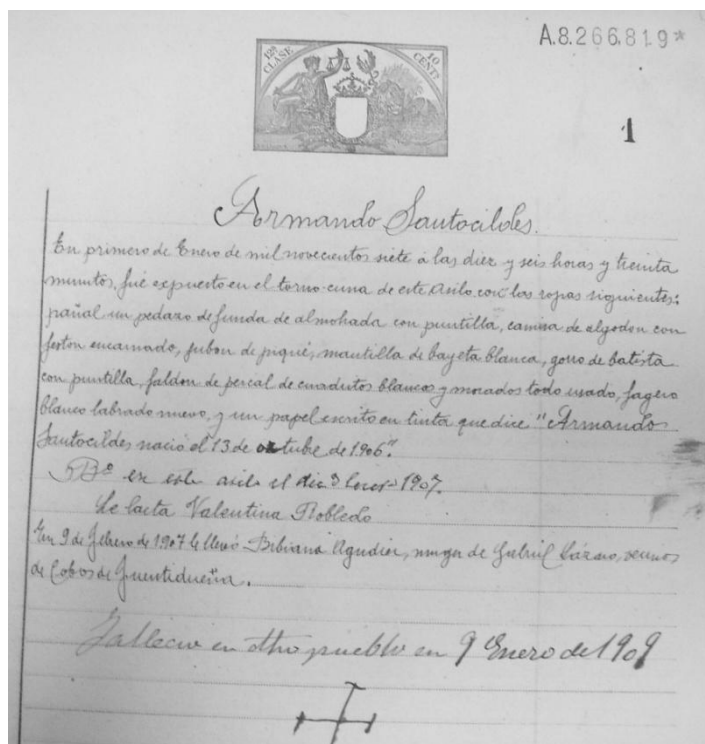 A.8.266.819*
12ª CLASE
10 CENTS
1
Armando Santocildes.
En primero de Enero de mil novecientos siete á las diez y seis horas y treinta
minutos, fué expuesto en el torno-cuna de este Asilo con las ropas siguientes:
pañal un pedazo de funda de almohada con puntilla, camisa de algodon con
feston encarnado, jubon de piqué, mantilla de bayeta blanca, gorro de batista
con puntilla, faldon de percal de cuadritos blancos y morados todo usado, fagero
blanco labrado nuevo, y un papel escrito en tinta que dice "Armando
Santocildes nació el 13 de octubre de 1906".
en este asilo el dia 3 Enero 1907.
Le lacta Valentina Robledo
En 9 de febrero de 1907 le llevó Bibiana Agudiez, muger de Gabriel vecinos
de Cobos de Fuentidueña.
Fallecio en dtho pueblo en 9 Enero de 1909